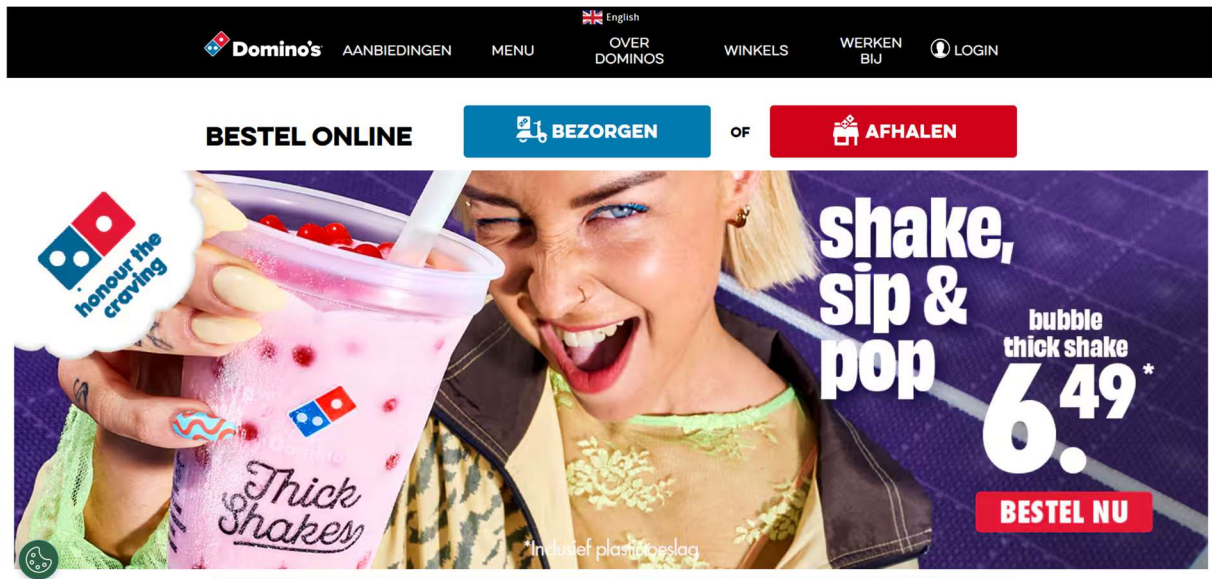 English
Domino's
AANBIEDINGEN
MENU
OVER
DOMINOS
WINKELS
WERKEN
BIJ
LOGIN
BESTEL ONLINE
BEZORGEN
OF
AFHALEN
honour the
craving
shake,
sip &
pop
bubble
thick shake
6.49*
BESTEL NU
Thick
Shakes
*Inclusief plastictoeslag